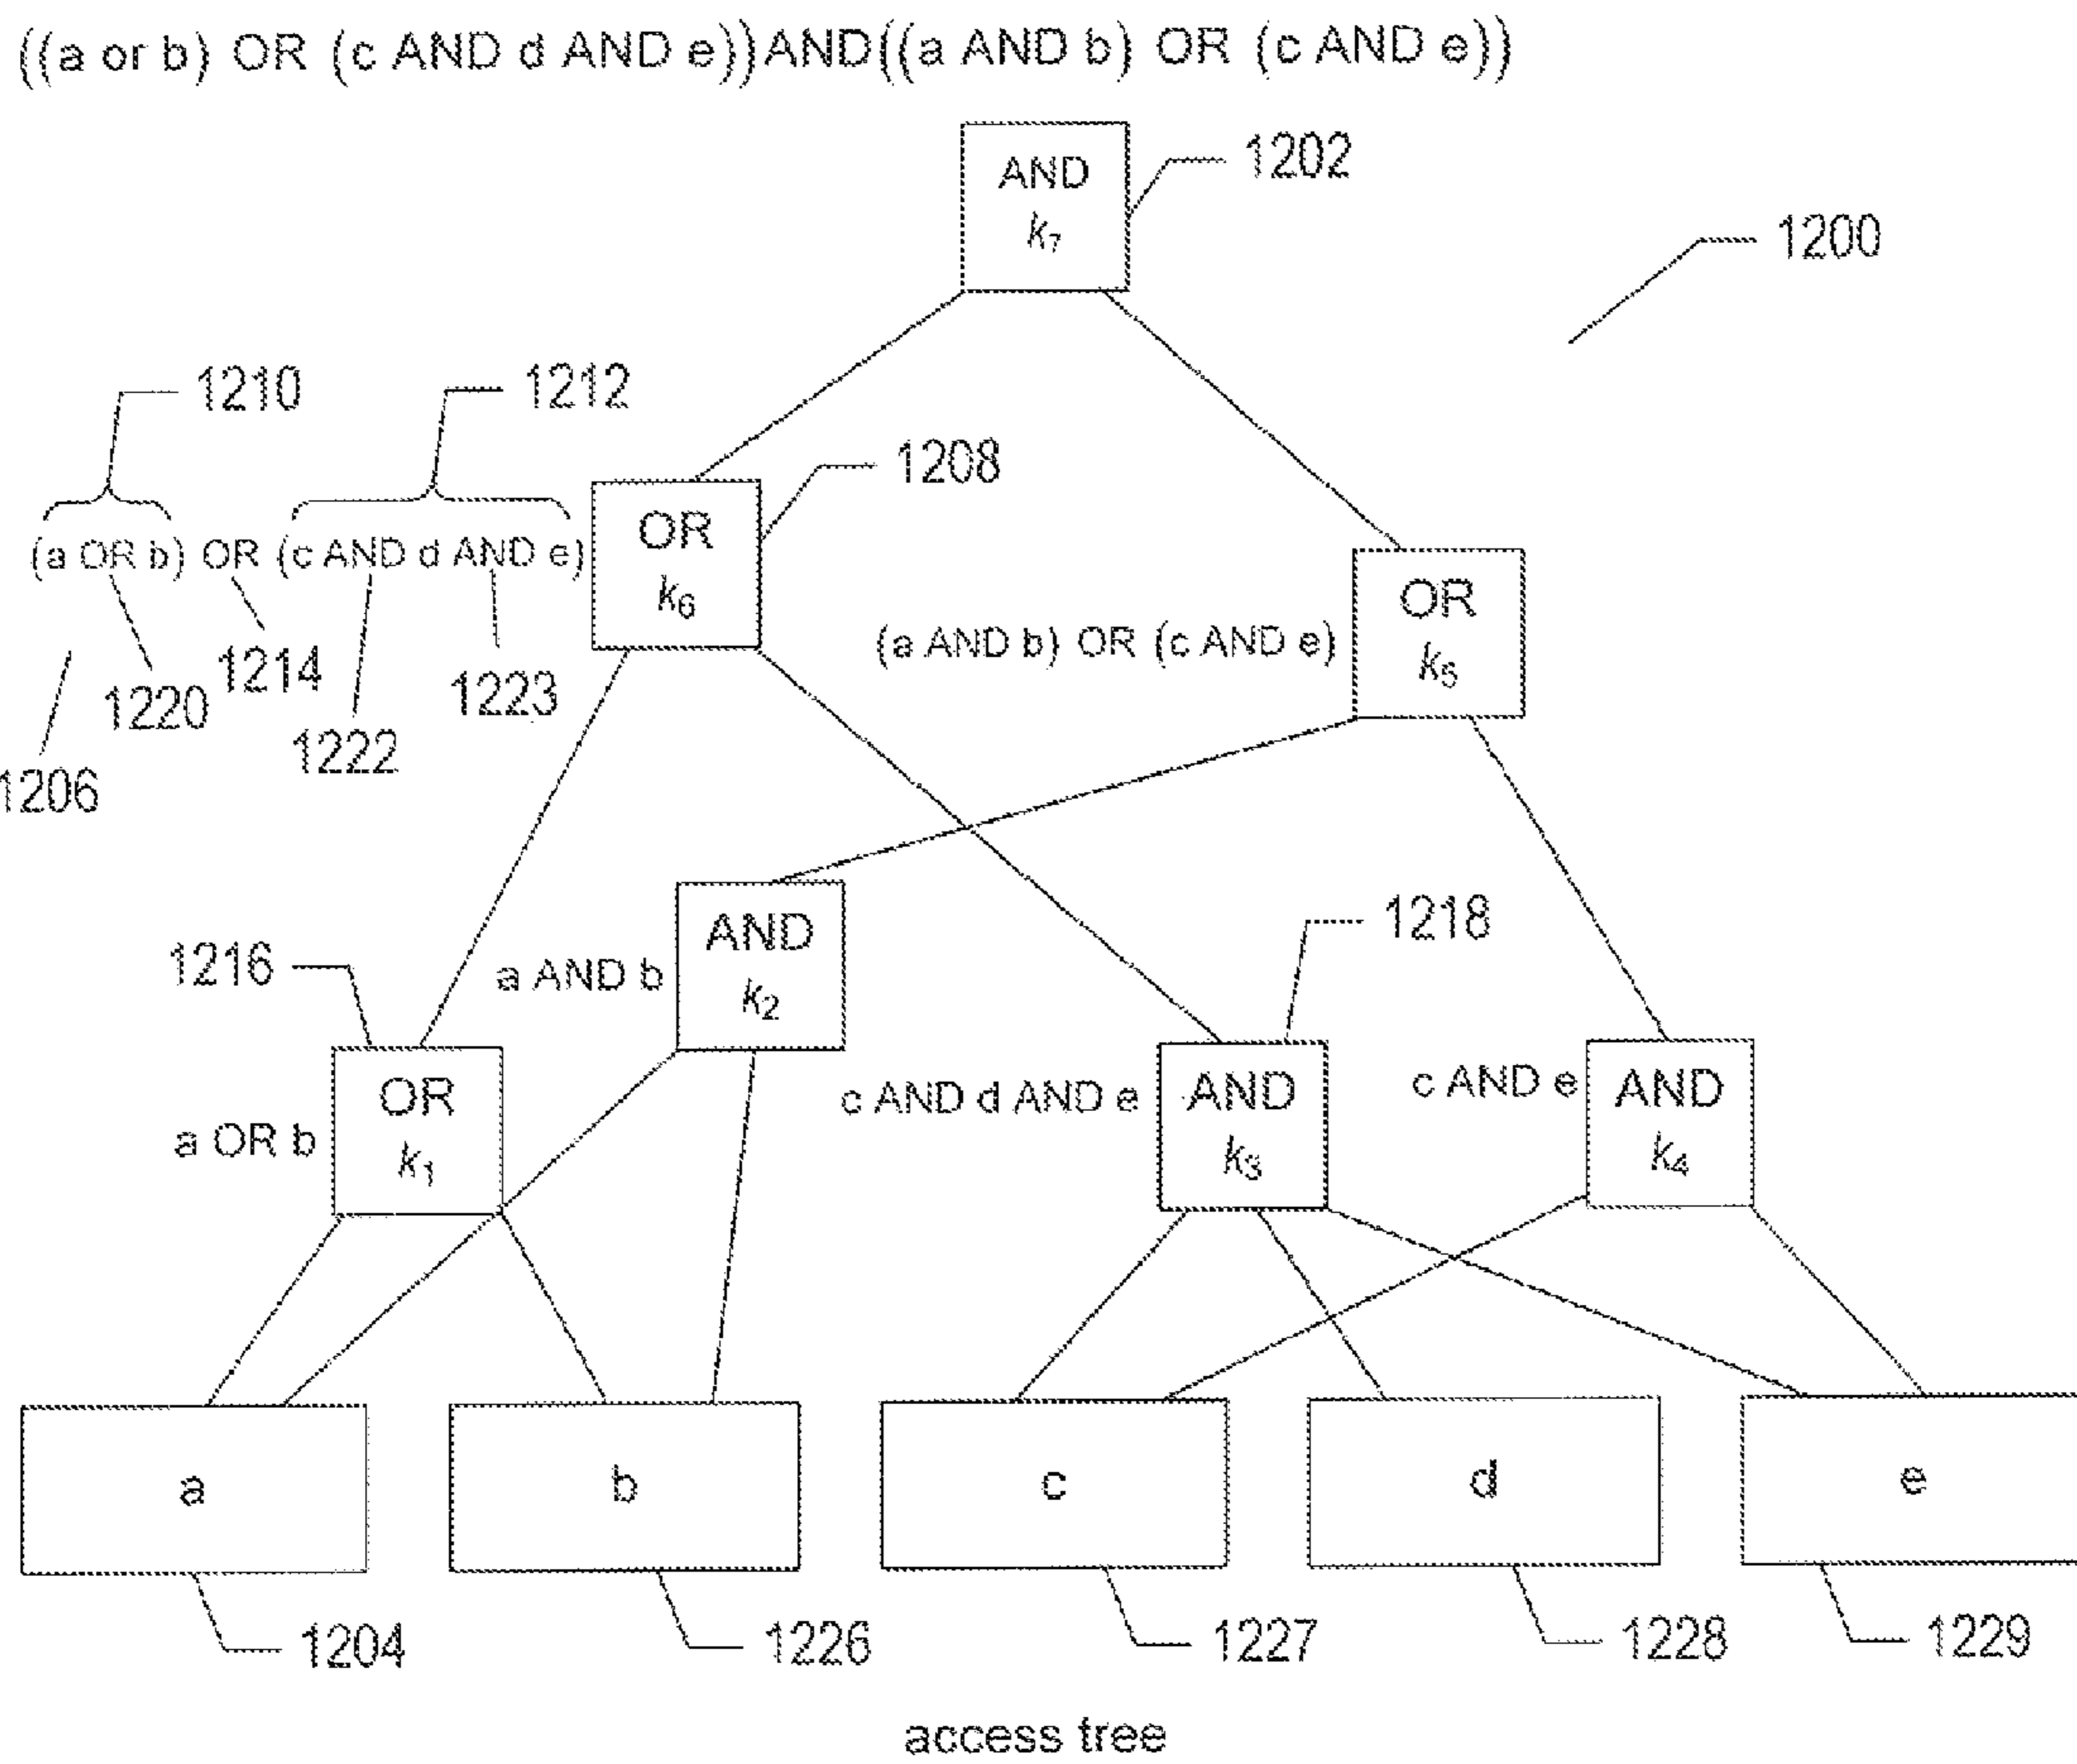 ((a or b) OR (c AND d AND e))AND((a AND b) OR (c AND e))
AND
k7
1202
1200
1210
1212
1208
OR
k6
(a OR b) OR (c AND d AND e)
1220
1214
1222
1223
1206
OR
k5
(a AND b) OR (c AND e)
1216
OR
k1
a OR b
AND
k2
a AND b
1218
AND
k3
c AND d AND e
AND
k4
c AND e
a
b
c
d
e
1204
1226
1227
1228
1229
access tree